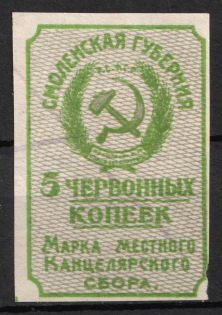 СМОЛЕНСКАЯ ГУБЕРНИЯ
5 ЧЕРВОННЫХ
КОПЕЕК
МАРКА МЕСТНОГО
КАНЦЕЛЯРСКОГО
СБОРА.